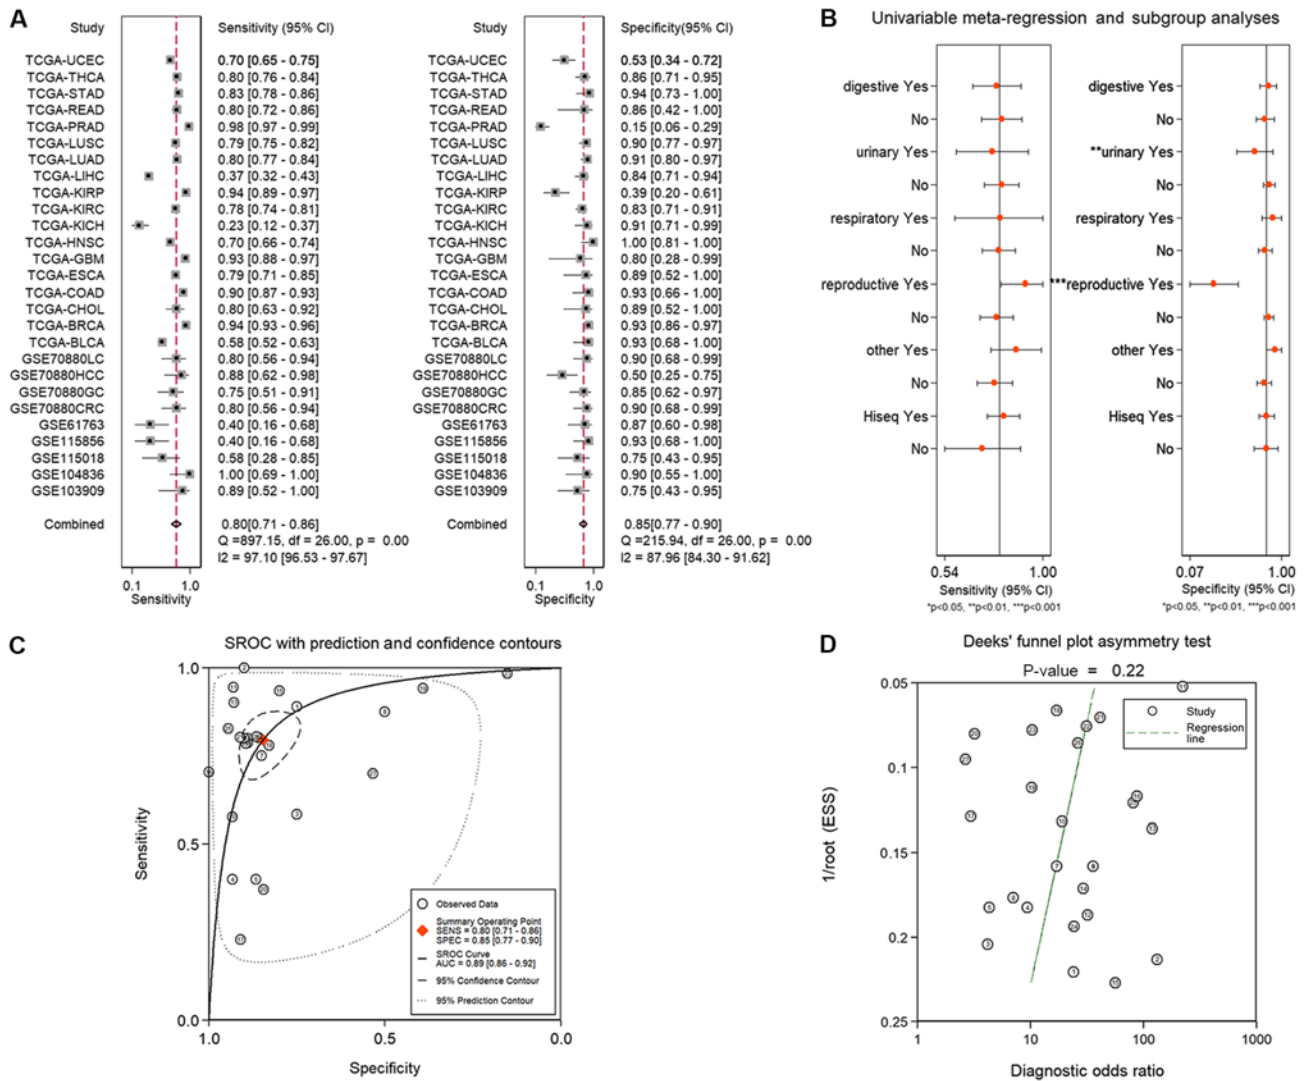 A
Study Sensitivity (95% CI) Study Specificity(95% CI)
TCGA-UCEC 0.70 [0.65 - 0.75] TCGA-UCEC 0.53 [0.34 - 0.72]
TCGA-THCA 0.80 [0.76 - 0.84] TCGA-THCA 0.86 [0.71 - 0.95]
TCGA-STAD 0.83 [0.78 - 0.86] TCGA-STAD 0.94 [0.73 - 1.00]
TCGA-READ 0.80 [0.72 - 0.86] TCGA-READ 0.86 [0.42 - 1.00]
TCGA-PRAD 0.98 [0.97 - 0.99] TCGA-PRAD 0.15 [0.06 - 0.29]
TCGA-LUSC 0.79 [0.75 - 0.82] TCGA-LUSC 0.90 [0.77 - 0.97]
TCGA-LUAD 0.80 [0.77 - 0.84] TCGA-LUAD 0.91 [0.80 - 0.97]
TCGA-LIHC 0.37 [0.32 - 0.43] TCGA-LIHC 0.84 [0.71 - 0.94]
TCGA-KIRP 0.94 [0.89 - 0.97] TCGA-KIRP 0.39 [0.20 - 0.61]
TCGA-KIRC 0.78 [0.74 - 0.81] TCGA-KIRC 0.83 [0.71 - 0.91]
TCGA-KICH 0.23 [0.12 - 0.37] TCGA-KICH 0.91 [0.71 - 0.99]
TCGA-HNSC 0.70 [0.66 - 0.74] TCGA-HNSC 1.00 [0.81 - 1.00]
TCGA-GBM 0.93 [0.88 - 0.97] TCGA-GBM 0.80 [0.28 - 0.99]
TCGA-ESCA 0.79 [0.71 - 0.85] TCGA-ESCA 0.89 [0.52 - 1.00]
TCGA-COAD 0.90 [0.87 - 0.93] TCGA-COAD 0.93 [0.66 - 1.00]
TCGA-CHOL 0.80 [0.63 - 0.92] TCGA-CHOL 0.89 [0.52 - 1.00]
TCGA-BRCA 0.94 [0.93 - 0.96] TCGA-BRCA 0.93 [0.86 - 0.97]
TCGA-BLCA 0.58 [0.52 - 0.63] TCGA-BLCA 0.93 [0.68 - 1.00]
GSE70880LC 0.80 [0.56 - 0.94] GSE70880LC 0.90 [0.68 - 0.99]
GSE70880HCC 0.88 [0.62 - 0.98] GSE70880HCC 0.50 [0.25 - 0.75]
GSE70880GC 0.75 [0.51 - 0.91] GSE70880GC 0.85 [0.62 - 0.97]
GSE70880CRC 0.80 [0.56 - 0.94] GSE70880CRC 0.90 [0.68 - 0.99]
GSE61763 0.40 [0.16 - 0.68] GSE61763 0.87 [0.60 - 0.98]
GSE115856 0.40 [0.16 - 0.68] GSE115856 0.93 [0.68 - 1.00]
GSE115018 0.58 [0.28 - 0.85] GSE115018 0.75 [0.43 - 0.95]
GSE104836 1.00 [0.69 - 1.00] GSE104836 0.90 [0.55 - 1.00]
GSE103909 0.89 [0.52 - 1.00] GSE103909 0.75 [0.43 - 0.95]
Combined 0.80[0.71 - 0.86] Combined 0.85[0.77 - 0.90]
Q =897.15, df = 26.00, p = 0.00 Q =215.94, df = 26.00, p = 0.00
I2 = 97.10 [96.53 - 97.67] I2 = 87.96 [84.30 - 91.62]
0.1 1.0 0.1 1.0
Sensitivity Specificity
B
Univariable meta-regression and subgroup analyses
digestive Yes digestive Yes
No No
urinary Yes **urinary Yes
No No
respiratory Yes respiratory Yes
No No
reproductive Yes ***reproductive Yes
No No
other Yes other Yes
No No
Hiseq Yes Hiseq Yes
No No
0.54 1.00 0.07 1.00
Sensitivity (95% CI) Specificity (95% CI)
*p<0.05, **p<0.01, ***p<0.001 *p<0.05, **p<0.01, ***p<0.001
C
SROC with prediction and confidence contours
1.0
0.5
0.0
Sensitivity
1.0 0.5 0.0
Specificity
Observed Data
Summary Operating Point
SENS = 0.80 [0.71 - 0.86]
SPEC = 0.85 [0.77 - 0.90]
SROC Curve
AUC = 0.89 [0.86 - 0.92]
95% Confidence Contour
95% Prediction Contour
D
Deeks' funnel plot asymmetry test
P-value = 0.22
0.05
0.1
0.15
0.2
0.25
1/root (ESS)
Study
Regression
line
1 10 100 1000
Diagnostic odds ratio